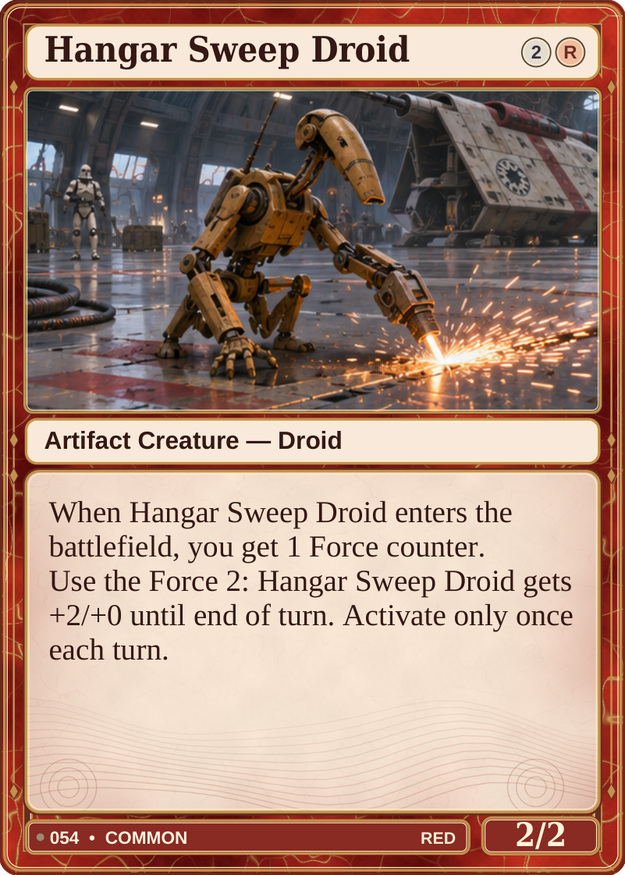 Hangar Sweep Droid 2 R
Artifact Creature — Droid
When Hangar Sweep Droid enters the
battlefield, you get 1 Force counter.
Use the Force 2: Hangar Sweep Droid gets
+2/+0 until end of turn. Activate only once
each turn.
054 • COMMON RED 2/2